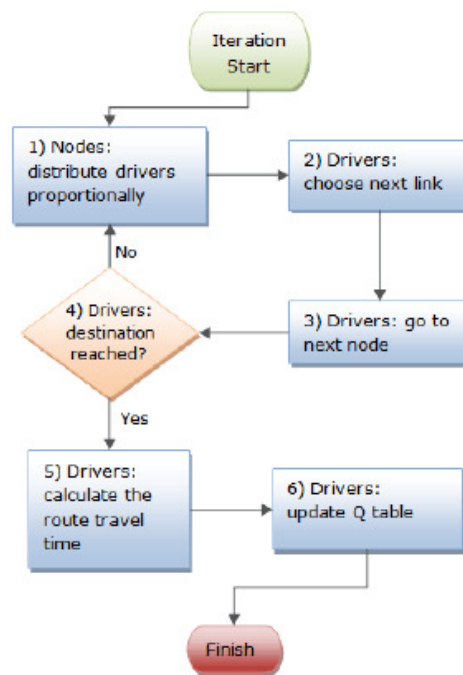 Iteration
Start
1) Nodes:
distribute drivers
proportionally
2) Drivers:
choose next link
No
4) Drivers:
destination
reached?
3) Drivers: go to
next node
Yes
5) Drivers:
calculate the
route travel
time
6) Drivers:
update Q table
Finish